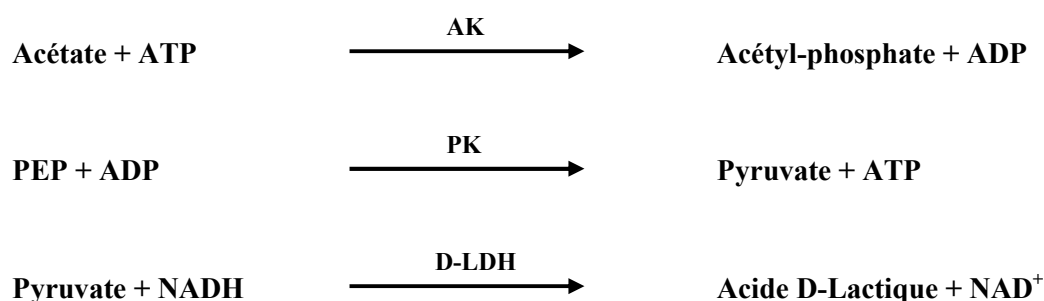 AK
Acétate + ATP Acétyl-phosphate + ADP
PK
PEP + ADP Pyruvate + ATP
D-LDH
Pyruvate + NADH Acide D-Lactique + NAD⁺